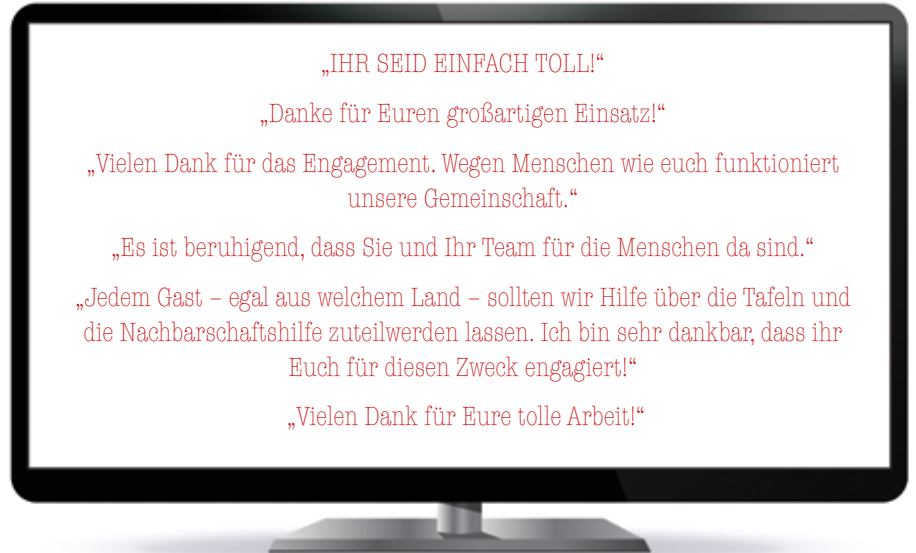 „IHR SEID EINFACH TOLL!“
„Danke für Euren großartigen Einsatz!“
„Vielen Dank für das Engagement. Wegen Menschen wie euch funktioniert
unsere Gemeinschaft.“
„Es ist beruhigend, dass Sie und Ihr Team für die Menschen da sind.“
„Jedem Gast – egal aus welchem Land – sollten wir Hilfe über die Tafeln und
die Nachbarschaftshilfe zuteilwerden lassen. Ich bin sehr dankbar, dass ihr
Euch für diesen Zweck engagiert!“
„Vielen Dank für Eure tolle Arbeit!“